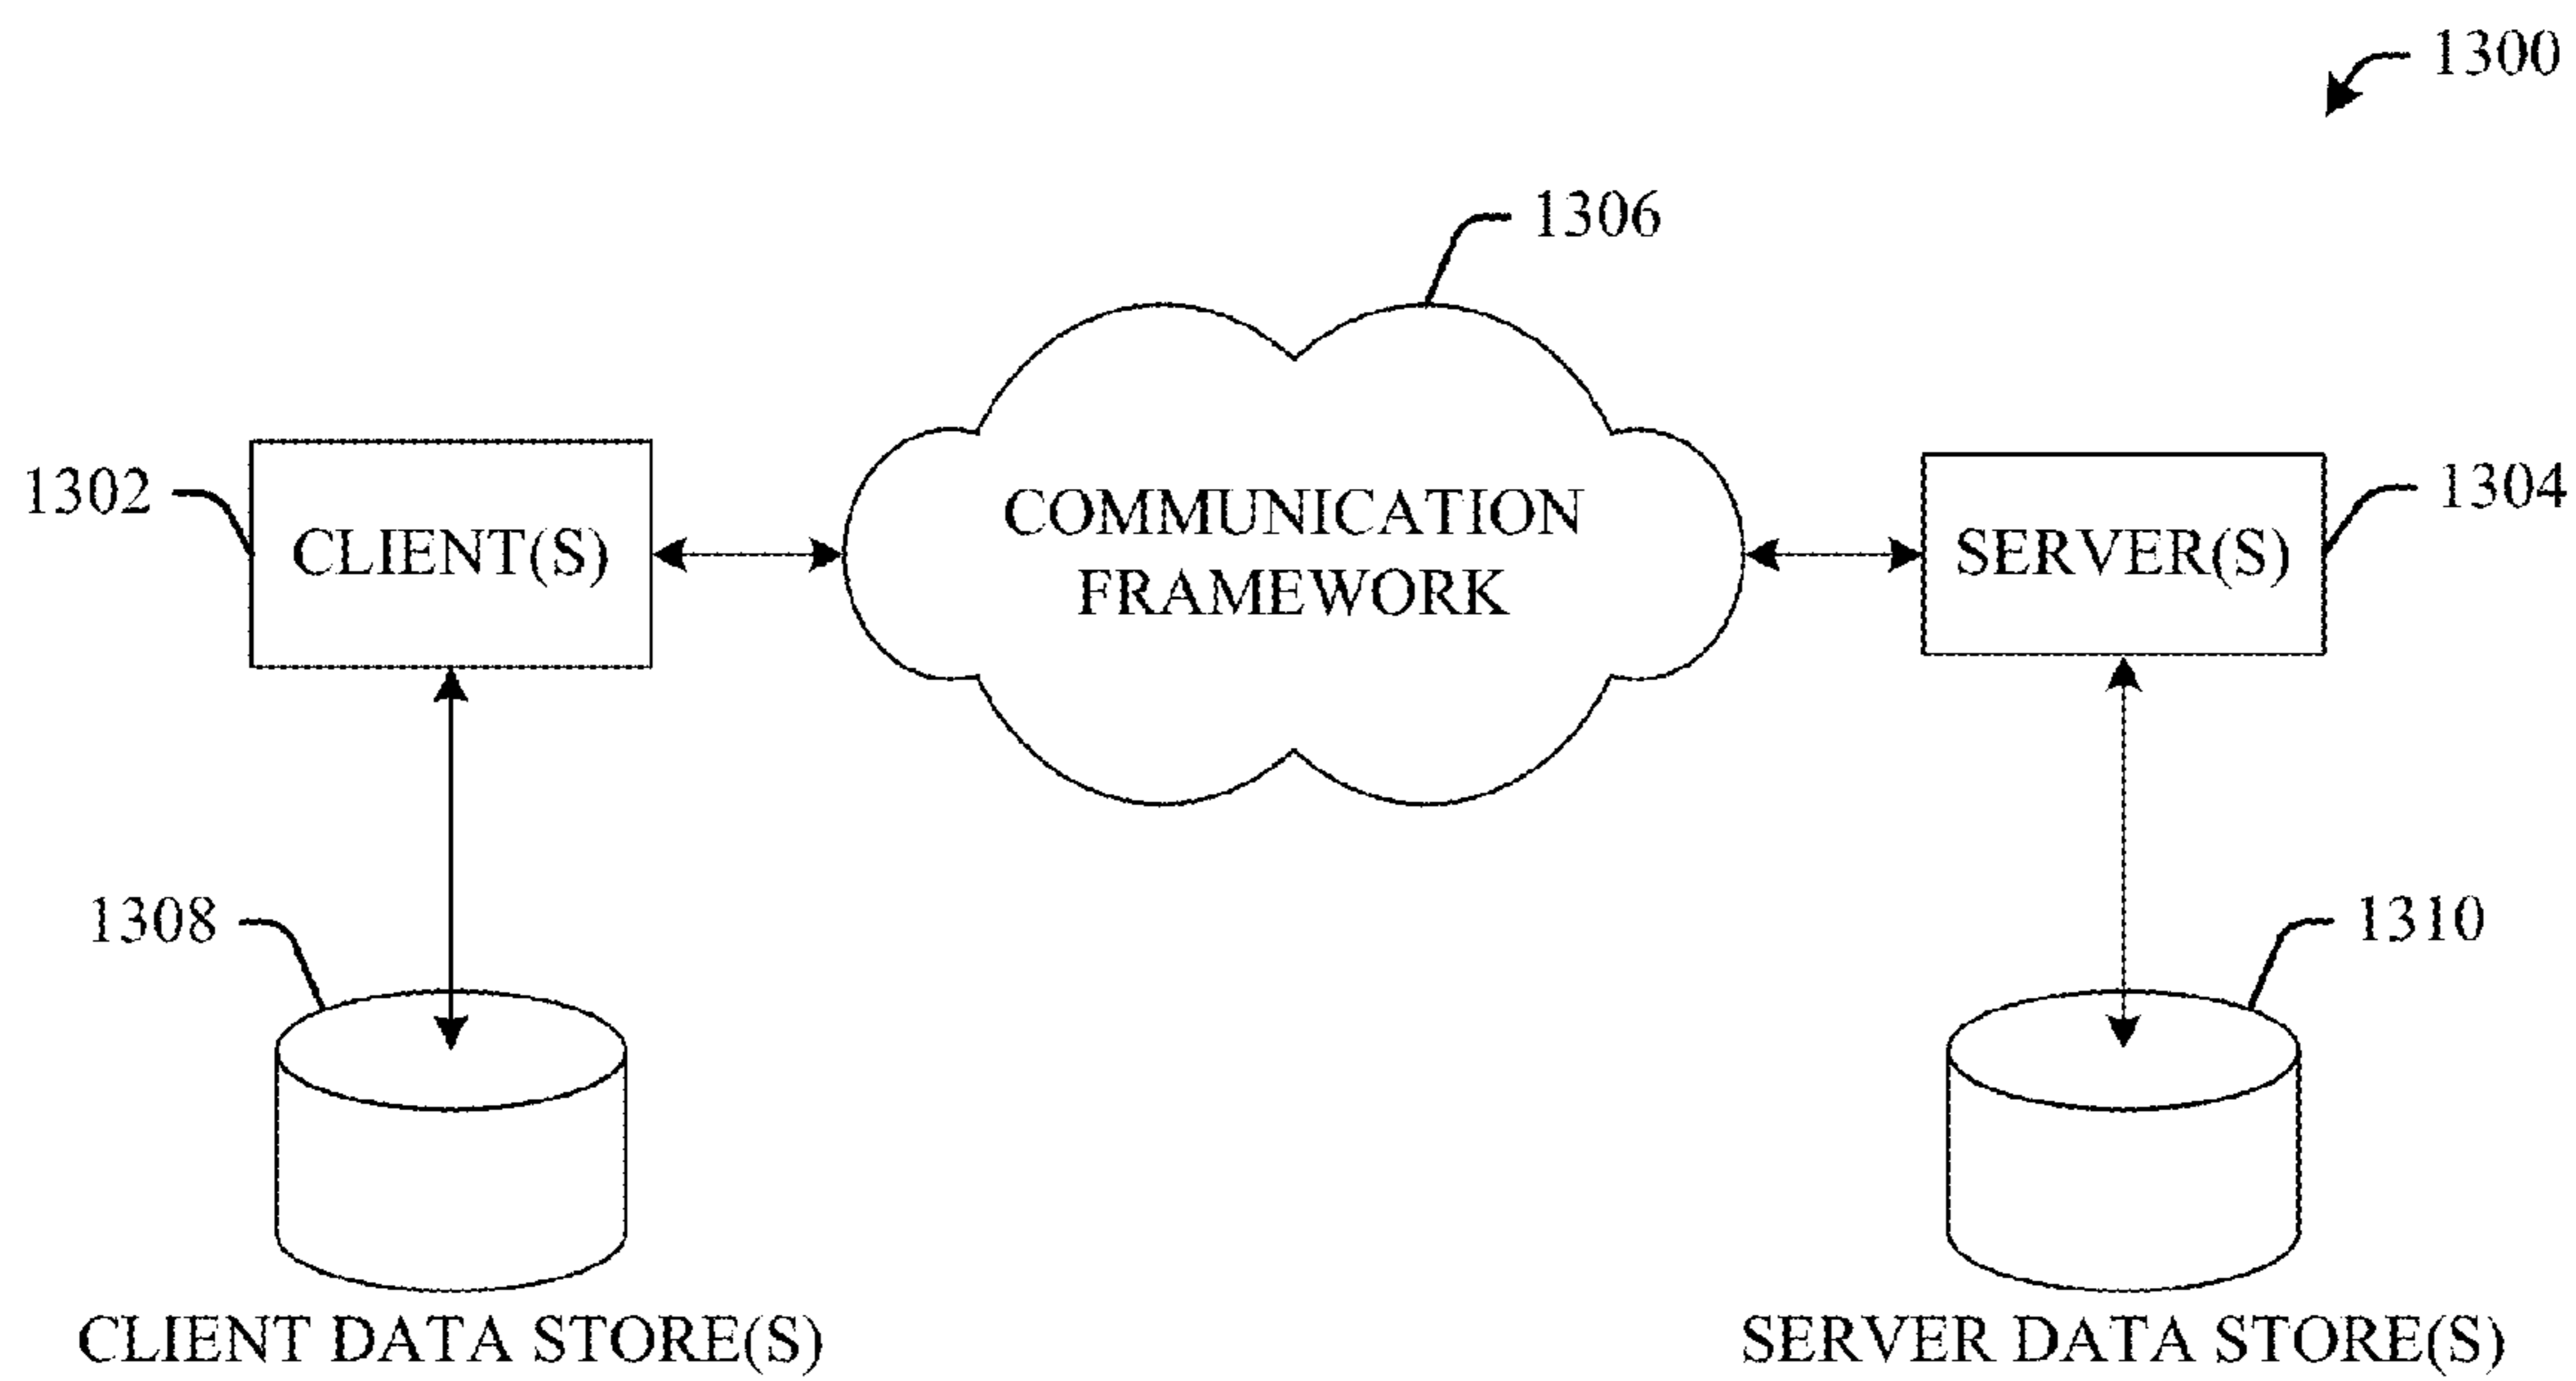 1300
1306
1302
CLIENT(S)
COMMUNICATION
FRAMEWORK
SERVER(S)
1304
1308
1310
CLIENT DATA STORE(S)
SERVER DATA STORE(S)